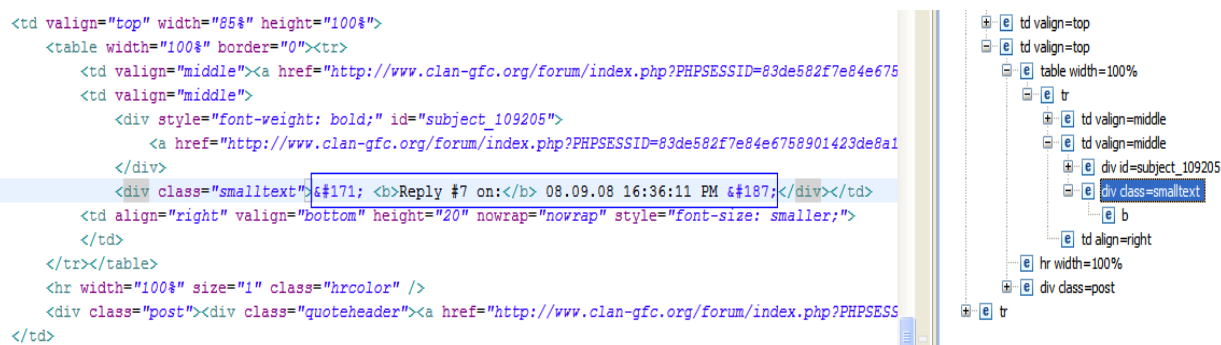 <td valign="top" width="85%" height="100%">
<table width="100%" border="0"><tr>
<td valign="middle"><a href="http://www.clan-gfc.org/forum/index.php?PHPSESSID=83de582f7e84e675
<td valign="middle">
<div style="font-weight: bold;" id="subject_109205">
<a href="http://www.clan-gfc.org/forum/index.php?PHPSESSID=83de582f7e84e6758901423de8a1
</div>
<div class="smalltext">&#171; <b>Reply #7 on:</b> 08.09.08 16:36:11 PM &#187;</div></td>
<td align="right" valign="bottom" height="20" nowrap="nowrap" style="font-size: smaller;">
</td>
</tr></table>
<hr width="100%" size="1" class="hrcolor" />
<div class="post"><div class="quoteheader"><a href="http://www.clan-gfc.org/forum/index.php?PHPSESS
</td>
e td valign=top
e td valign=top
e table width=100%
e tr
e td valign=middle
e td valign=middle
e div id=subject_109205
e div class=smalltext
e b
e td align=right
e hr width=100%
e div class=post
e tr